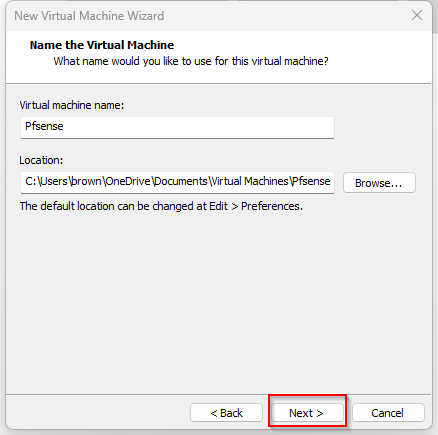 New Virtual Machine Wizard
Name the Virtual Machine
What name would you like to use for this virtual machine?
Virtual machine name:
Pfsense
Location:
C:\Users\brown\OneDrive\Documents\Virtual Machines\Pfsense
Browse...
The default location can be changed at Edit > Preferences.
< Back
Next >
Cancel